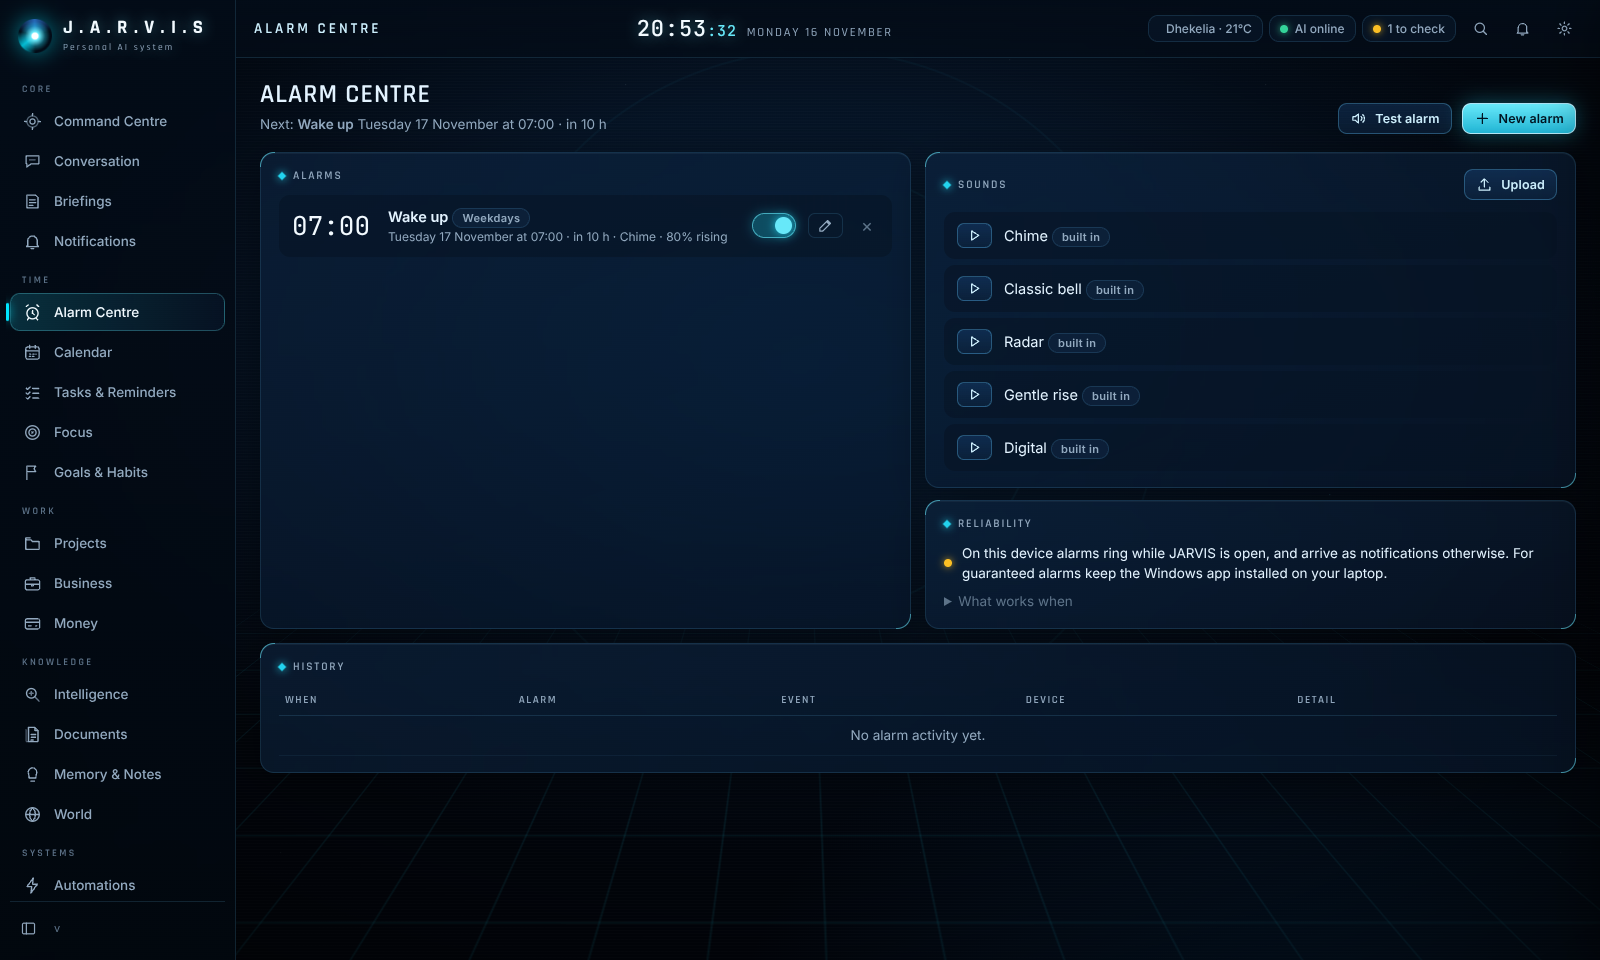 J.A.R.V.I.S
Personal AI system
CORE
Command Centre
Conversation
Briefings
Notifications
TIME
Alarm Centre
Calendar
Tasks & Reminders
Focus
Goals & Habits
WORK
Projects
Business
Money
KNOWLEDGE
Intelligence
Documents
Memory & Notes
World
SYSTEMS
Automations
v
ALARM CENTRE
20:53:32 MONDAY 16 NOVEMBER
Dhekelia · 21°C
AI online
1 to check
ALARM CENTRE
Next: Wake up Tuesday 17 November at 07:00 · in 10 h
Test alarm
New alarm
ALARMS
07:00
Wake up Weekdays
Tuesday 17 November at 07:00 · in 10 h · Chime · 80% rising
SOUNDS
Upload
Chime built in
Classic bell built in
Radar built in
Gentle rise built in
Digital built in
RELIABILITY
On this device alarms ring while JARVIS is open, and arrive as notifications otherwise. For
guaranteed alarms keep the Windows app installed on your laptop.
What works when
HISTORY
WHEN ALARM EVENT DEVICE DETAIL
No alarm activity yet.